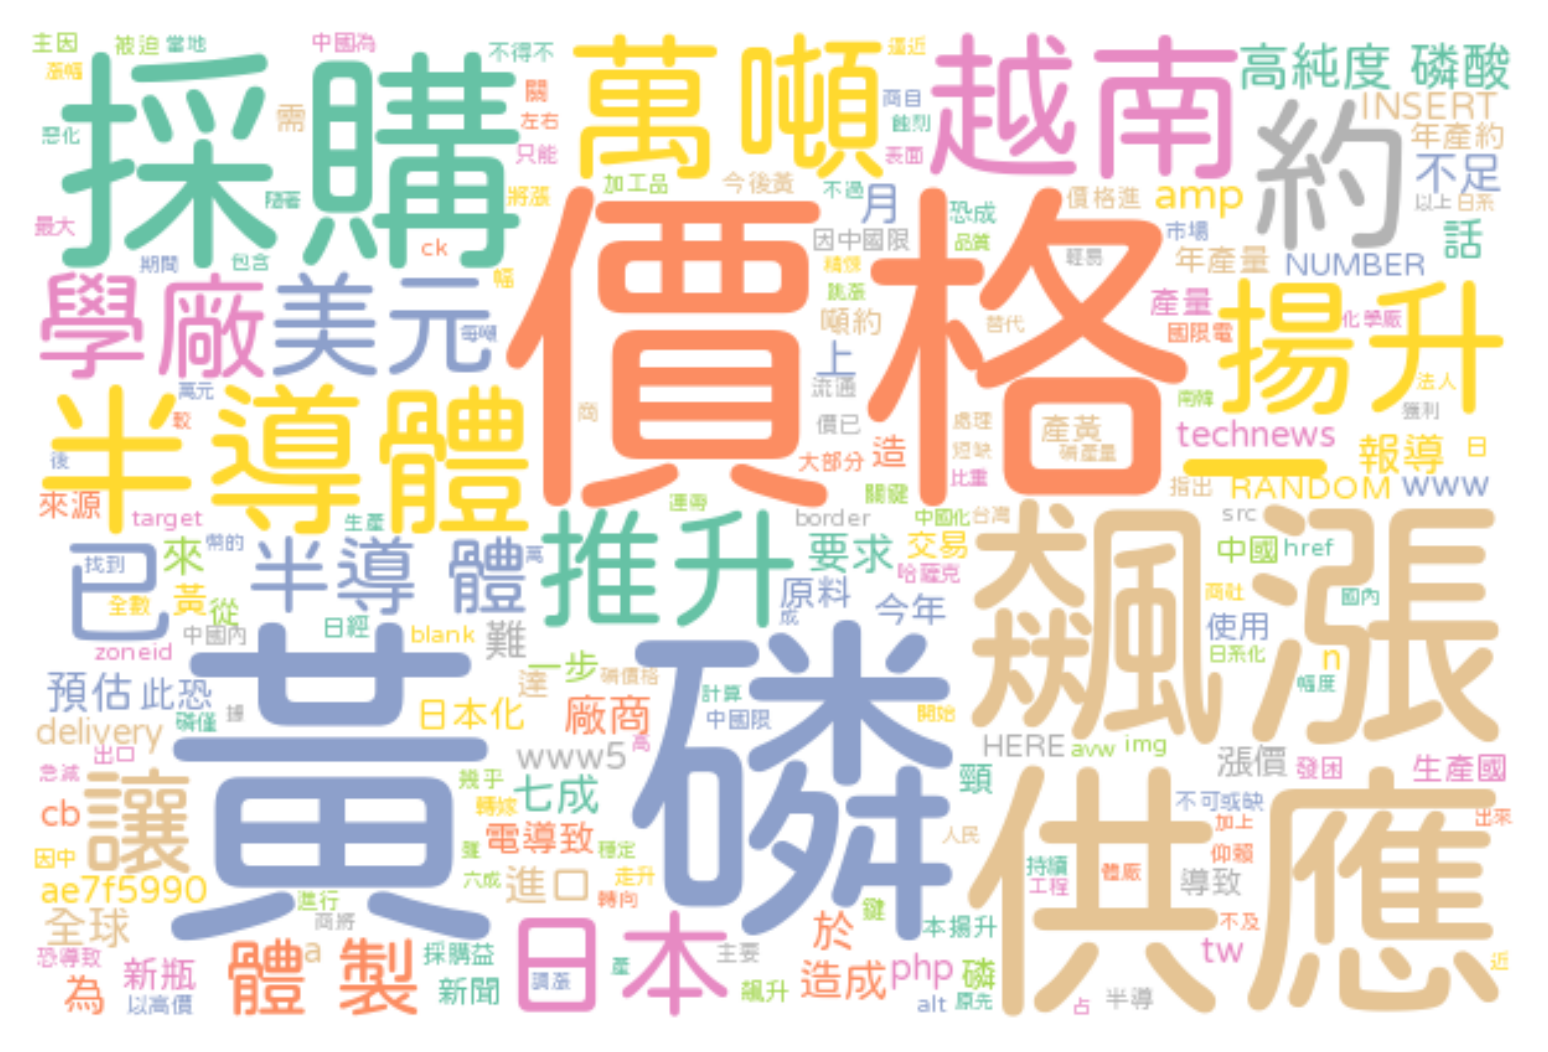 主因 被迫 當地 中國為 不得不 萬噸 逼近 越南 高純度 磷酸
漲幅 採購 需 關 商目 INSERT
惡化 左右 蝕刻 約 年產約
只能 表面 不足
隨著 將漲 加工品 今後黃 不過 月 價格進 amp 以上 白系
最大 ck 恐成 市場 話
期間 包含 幅 價格 因中國限 品質 輕易 年產量 NUMBER
學廠 美元 每噸 精煉 跳漲 產量 揚升
噸約 替代 國限電 化學廠
上
萬元 流通 南韓 法人
半導體 較 商 價已 處理 產黃 獲利
technews
後 大部分 造 短缺 磷產量 一 報導 日
來源 比重 指出 RANDOM www
target 生產 連帶 關鍵
推升 border 中國化 台灣 飆漲 src
已 找到 來 幣的 半導 體 萬 要求 交易 中國 href
全數 黃 從 原料 哈薩克 商社 國內
成 今年 使用
中國內 日經 blank 難 日系化 n
zoneid 一步 磷價格 幅度
預估 此恐 黃磷 達 計算
磷僅 據 日本化 廠商 中國限 開始
delivery 出口 www5 高 HERE avw img 漲價 發困 生產國
急減 讓 幾乎 七成 頸 供應 不可或缺
cb 轉嫁 電導致 加上 出來
因中 穩定 人民 仰賴
ae7f5990 六成 進口 走升 持續 體廠 導致
進行 轉向 鍵 工程
全球 商將 日本 於 本揚升 不及
恐導致 體 a 製 採購益 主要 tw 近
新瓶 調漲 產 造成 php 磷
為 以高價 新聞 飆升 alt 原先 占 半導